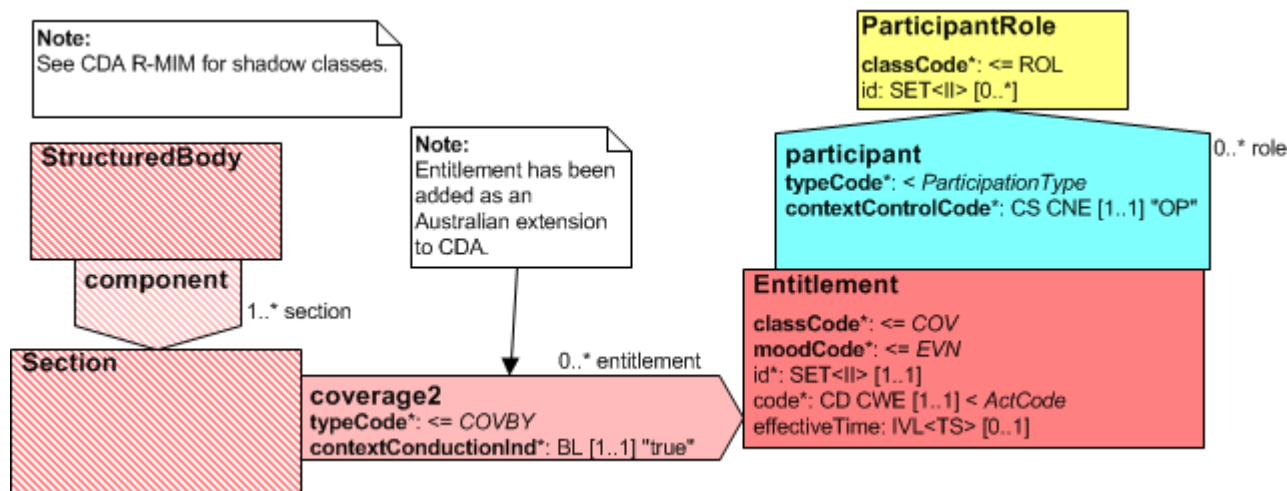 Note:
See CDA R-MIM for shadow classes.
ParticipantRole
classCode*: <= ROL
id: SET<II> [0..*]
StructuredBody
Note:
Entitlement has been
added as an
Australian extension
to CDA.
participant
typeCode*: < ParticipationType
contextControlCode*: CS CNE [1..1] "OP"
0..* role
component
1..* section
Entitlement
classCode*: <= COV
moodCode*: <= EVN
id*: SET<II> [1..1]
code*: CD CWE [1..1] < ActCode
effectiveTime: IVL<TS> [0..1]
Section
0..* entitlement
coverage2
typeCode*: <= COVBY
contextConductionInd*: BL [1..1] "true"